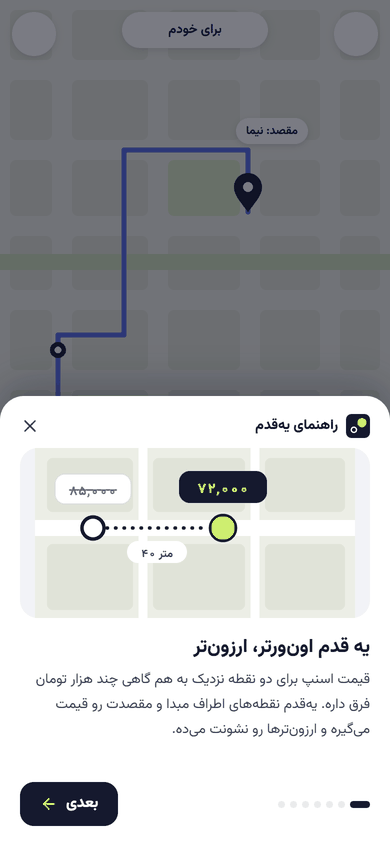 برای خودم
مقصد: نیما
راهنمای یه‌قدم
۸۵,۰۰۰
۷۲,۰۰۰
۴۰ متر
یه قدم اون‌ورتر، ارزون‌تر
قیمت اسنپ برای دو نقطه نزدیک به هم گاهی چند هزار تومان
فرق داره. یه‌قدم نقطه‌های اطراف مبدا و مقصدت رو قیمت
می‌گیره و ارزون‌ترها رو نشونت می‌ده.
بعدی